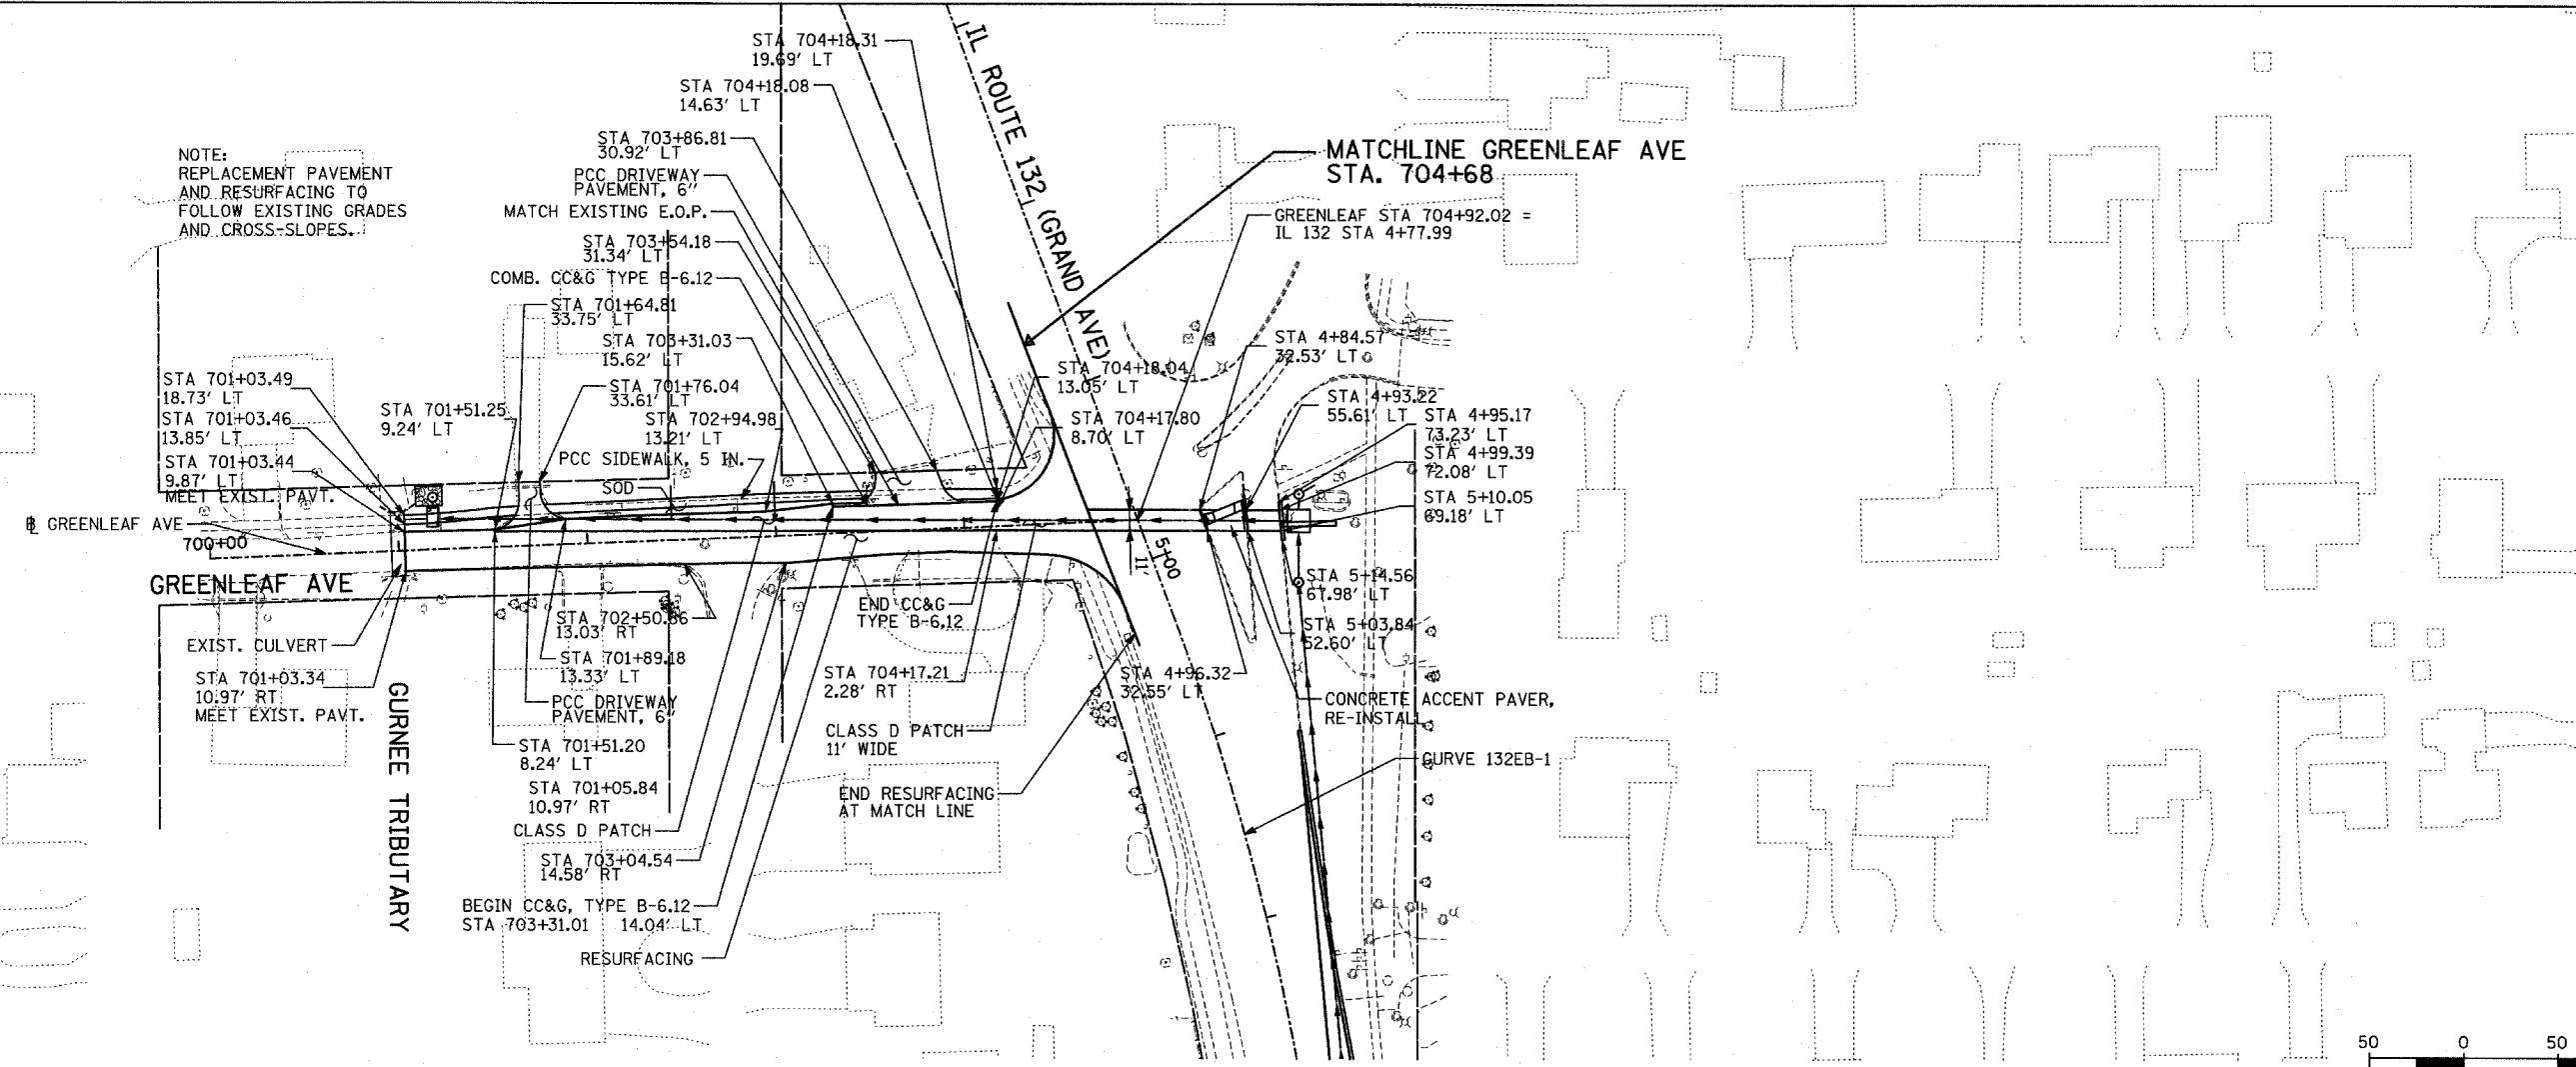 STA 704+18.31
19.69' LT
STA 704+18.08
14.63' LT
STA 703+86.81
30.92' LT
PCC DRIVEWAY
PAVEMENT, 6"
MATCH EXISTING E.O.P.
STA 703+54.18
31.34' LT
COMB. CC&G TYPE B-6.12
STA 701+64.81
33.75' LT
STA 703+31.03
15.62' LT
STA 701+76.04
33.61' LT
STA 702+94.98
13.21' LT
PCC SIDEWALK, 5 IN.
SOD
NOTE:
REPLACEMENT PAVEMENT
AND RESURFACING TO
FOLLOW EXISTING GRADES
AND CROSS-SLOPES.
STA 701+03.49
18.73' LT
STA 701+03.46
13.85' LT
STA 701+03.44
9.87' LT
MEET EXIST. PAVT.
STA 701+51.25
9.24' LT
℄ GREENLEAF AVE
700+00
GREENLEAF AVE
EXIST. CULVERT
STA 701+03.34
10.97' RT
MEET EXIST. PAVT.
GURNEE TRIBUTARY
IL ROUTE 132 (GRAND AVE)
MATCHLINE GREENLEAF AVE
STA. 704+68
GREENLEAF STA 704+92.02 =
IL 132 STA 4+77.99
STA 4+84.57
32.53' LT
STA 704+18.04
13.05' LT
STA 704+17.80
8.70' LT
STA 4+93.22
55.61' LT
STA 4+95.17
73.23' LT
STA 4+99.39
72.08' LT
STA 5+10.05
69.18' LT
5+00
11'
STA 5+14.56
67.98' LT
STA 5+03.84
52.60' LT
STA 4+96.32
32.55' LT
CONCRETE ACCENT PAVER,
RE-INSTALL
CURVE 132EB-1
STA 702+50.86
13.03' RT
STA 701+89.18
13.33' LT
PCC DRIVEWAY
PAVEMENT, 6"
STA 701+51.20
8.24' LT
STA 701+05.84
10.97' RT
CLASS D PATCH
STA 703+04.54
14.58' RT
BEGIN CC&G, TYPE B-6.12
STA 703+31.01 14.04' LT
RESURFACING
END CC&G
TYPE B-6.12
STA 704+17.21
2.28' RT
CLASS D PATCH
11' WIDE
END RESURFACING
AT MATCH LINE
50 0 50